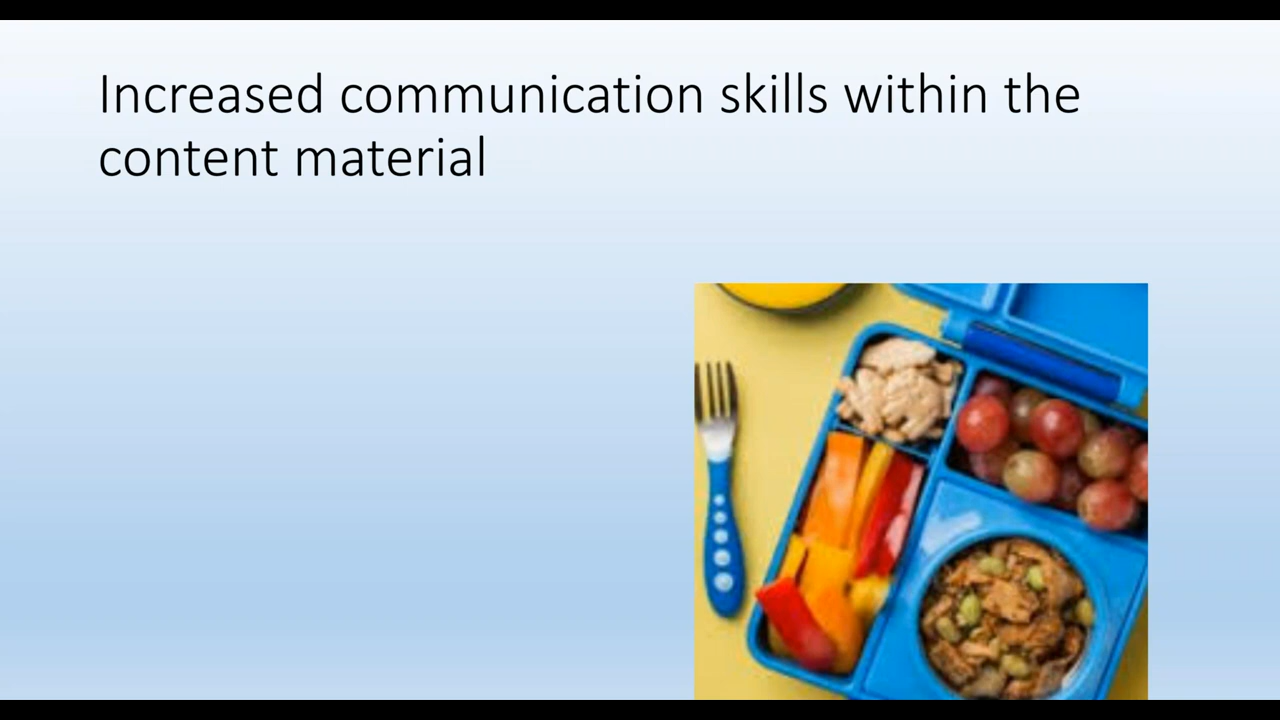 Increased communication skills within the
content material